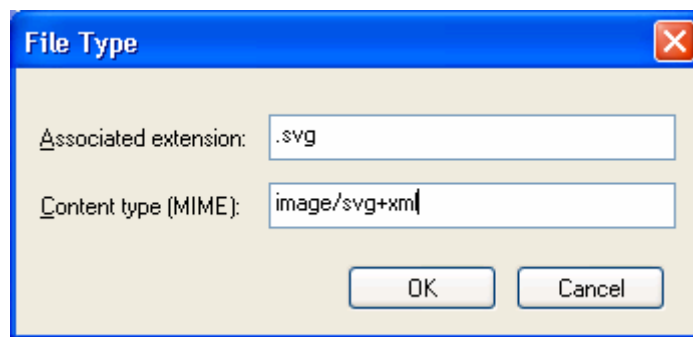 File Type
Associated extension: .svg
Content type (MIME): image/svg+xml
OK Cancel